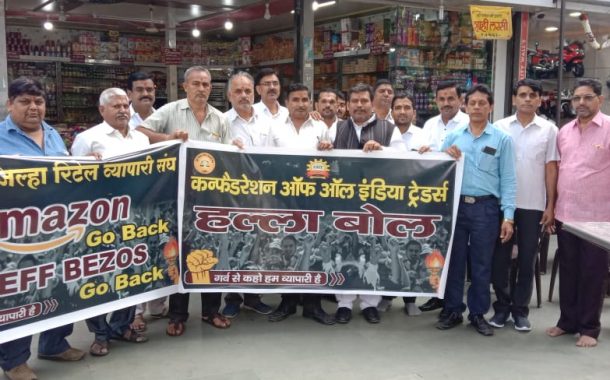 जिल्हा रिटेल व्यापारी संघ
mazon
Go Back
EFF BEZOS
Go Back
व्यापारी है
कन्फैडरेशन ऑफ ऑल इंडिया ट्रेडर्स
हल्ला बोल
गर्व से कहो हम व्यापारी है